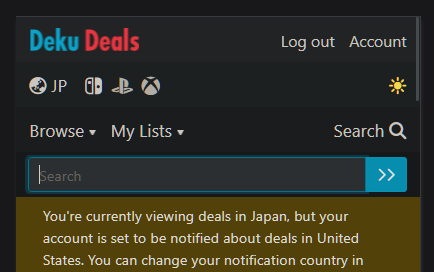 Deku Deals
Log out Account
JP
Browse My Lists Search
Search
You're currently viewing deals in Japan, but your
account is set to be notified about deals in United
States. You can change your notification country in